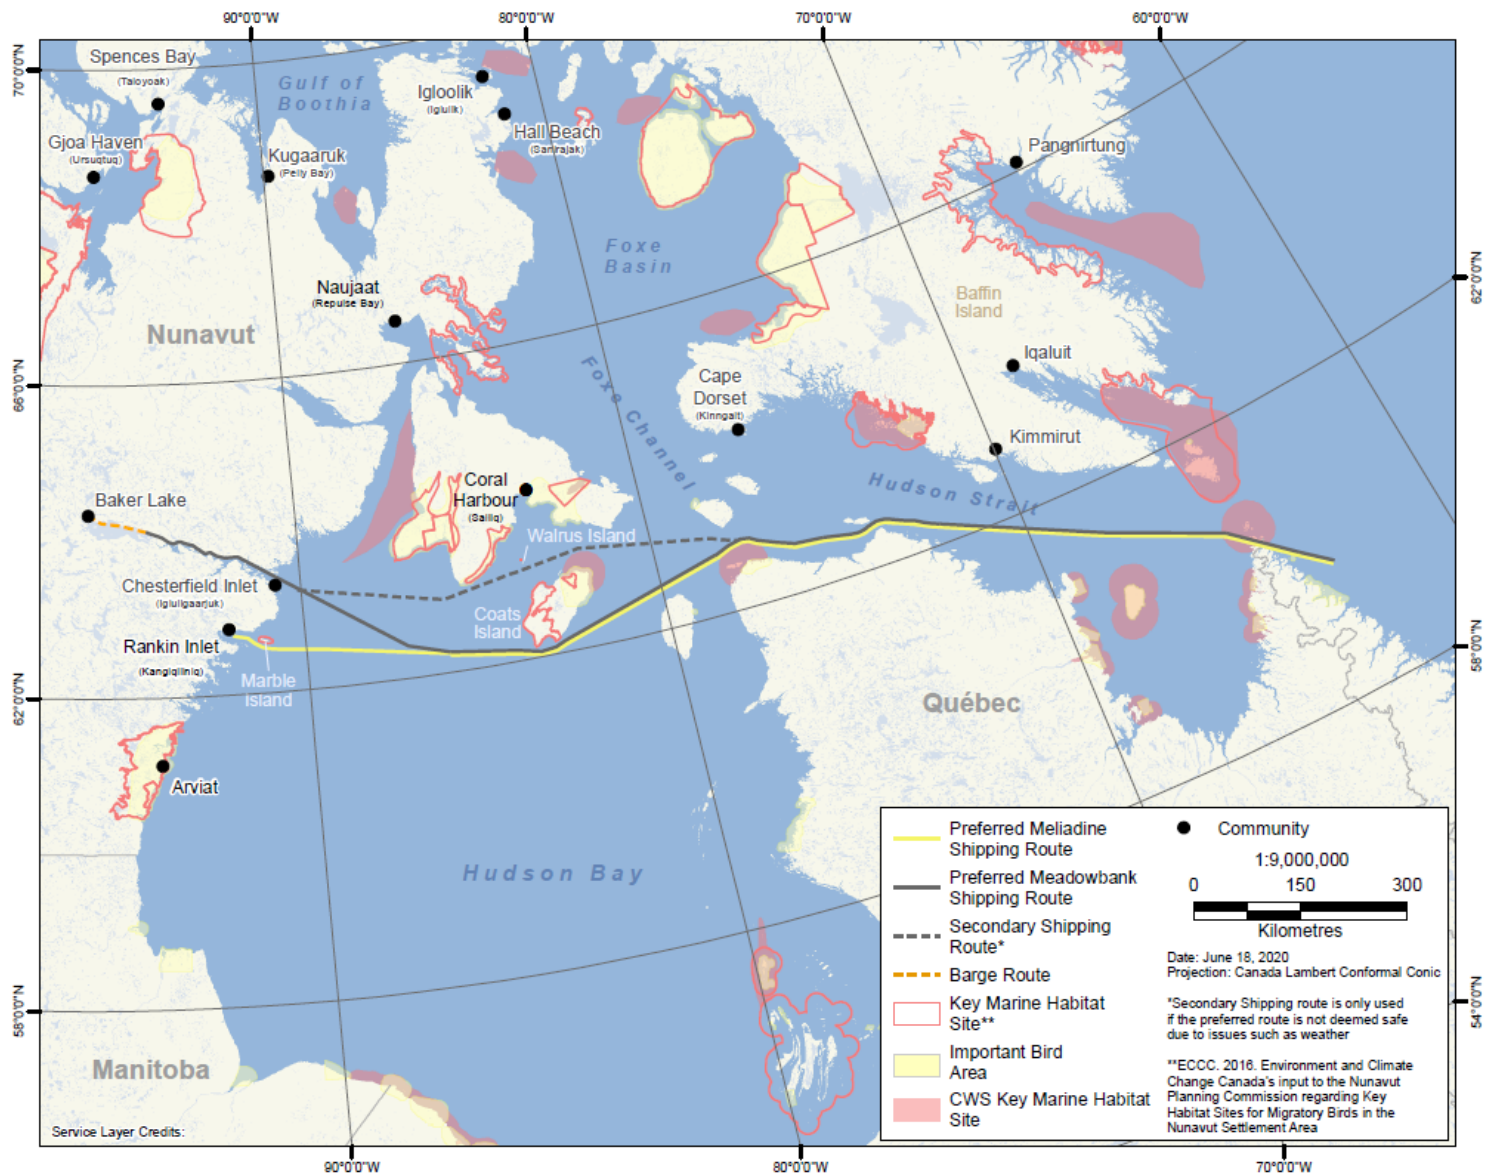 90°0'0"W
80°0'0"W
70°0'0"W
60°0'0"W
70°0'0"N
66°0'0"N
62°0'0"N
58°0'0"N
62°0'0"N
58°0'0"N
54°0'0"N
Spences Bay
(Taloyoak)
Gulf of
Boothia
Igloolik
(Iglulik)
Gjoa Haven
(Ursuqtuq)
Kugaaruk
(Pelly Bay)
Hall Beach
(Sanirajak)
Pangnirtung
Foxe
Basin
Naujaat
(Repulse Bay)
Nunavut
Baffin
Island
Iqaluit
Foxe Channel
Cape
Dorset
(Kinngait)
Kimmirut
Hudson Strait
Coral
Harbour
(Salliq)
Baker Lake
Walrus Island
Chesterfield Inlet
(Igluligaarjuk)
Coats
Island
Rankin Inlet
(Kangiqliniq)
Marble
Island
Québec
Arviat
Hudson Bay
Manitoba
Service Layer Credits:
Preferred Meliadine
Shipping Route
Preferred Meadowbank
Shipping Route
Secondary Shipping
Route*
Barge Route
Key Marine Habitat
Site**
Important Bird
Area
CWS Key Marine Habitat
Site
Community
1:9,000,000
0 150 300
Kilometres
Date: June 18, 2020
Projection: Canada Lambert Conformal Conic
*Secondary Shipping route is only used
if the preferred route is not deemed safe
due to issues such as weather
**ECCC. 2016. Environment and Climate
Change Canada's input to the Nunavut
Planning Commission regarding Key
Habitat Sites for Migratory Birds in the
Nunavut Settlement Area
90°0'0"W
80°0'0"W
70°0'0"W